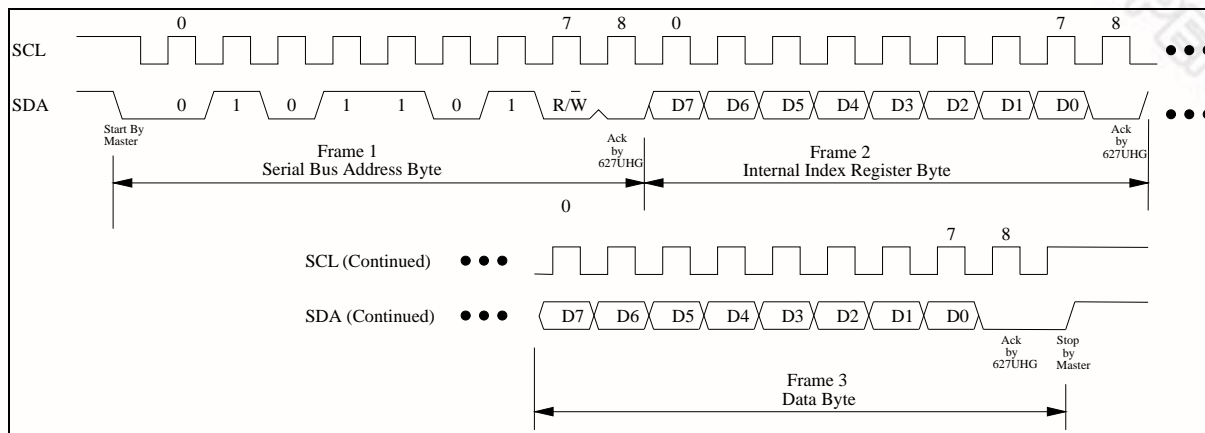 0 7 8 0 7 8
SCL
SDA 0 1 0 1 1 0 1 R/W̅ D7 D6 D5 D4 D3 D2 D1 D0
Start By
Master
Ack
by
627UHG
Ack
by
627UHG
Frame 1
Serial Bus Address Byte
Frame 2
Internal Index Register Byte
0
7 8
SCL (Continued)
SDA (Continued) D7 D6 D5 D4 D3 D2 D1 D0
Ack
by
627UHG
Stop
by
Master
Frame 3
Data Byte